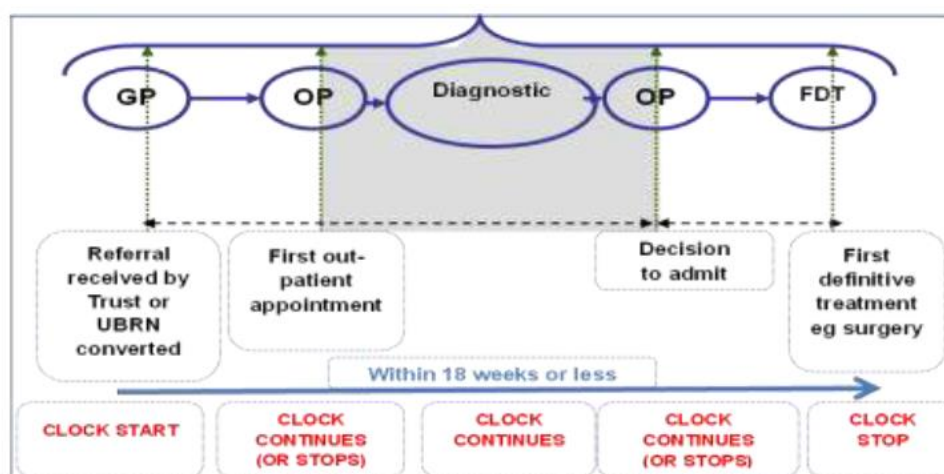 GP
OP
Diagnostic
OP
FDT
Referral
received by
Trust or
UBRN
converted
First out-
patient
appointment
Decision
to admit
First
definitive
treatment
eg surgery
Within 18 weeks or less
CLOCK START
CLOCK
CONTINUES
(OR STOPS)
CLOCK
CONTINUES
CLOCK
CONTINUES
(OR STOPS)
CLOCK
STOP